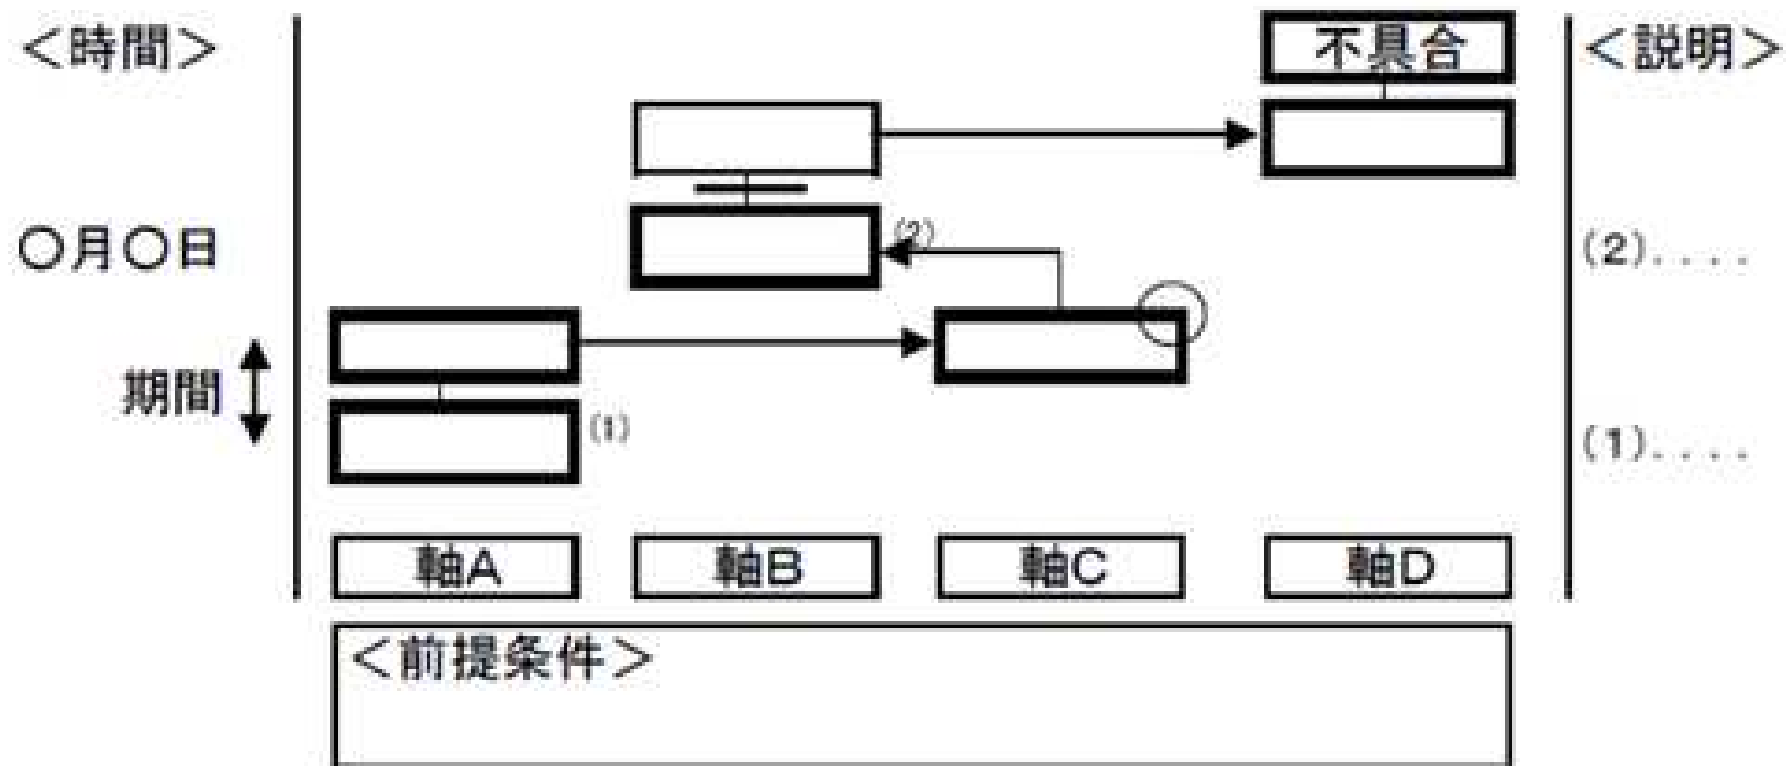 <時間>
不具合
<説明>
○月○日
(2)
(2)....
期間
(1)
(1)....
軸A
軸B
軸C
軸D
<前提条件>